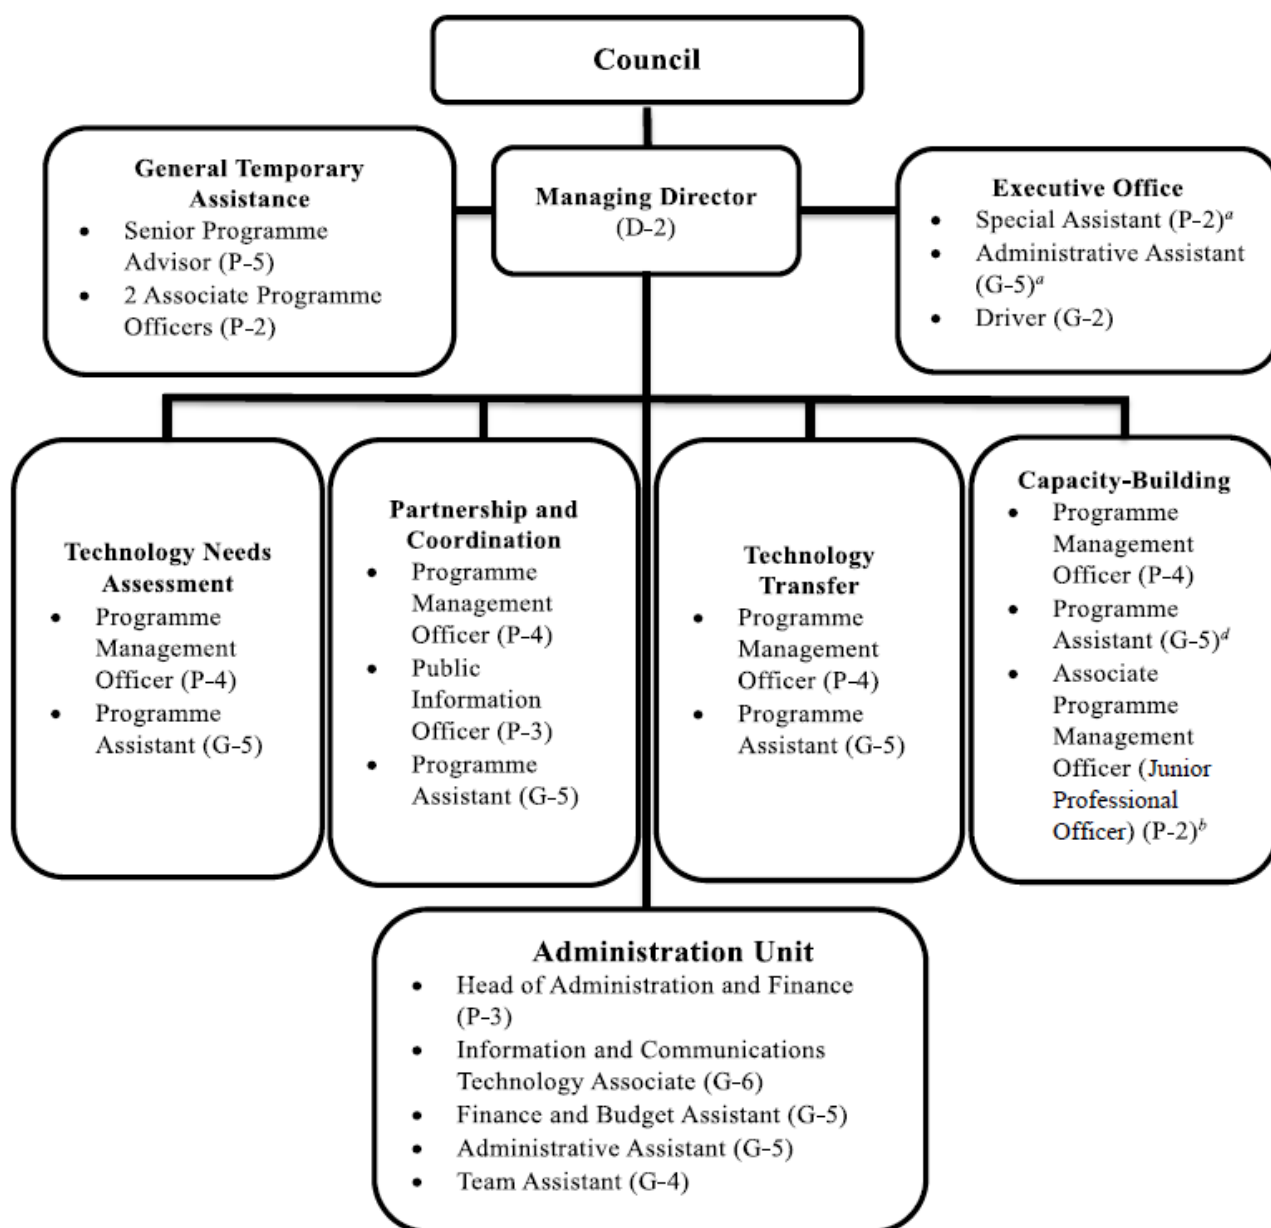 Council
General Temporary
Assistance
• Senior Programme
Advisor (P-5)
• 2 Associate Programme
Officers (P-2)
Managing Director
(D-2)
Executive Office
• Special Assistant (P-2)a
• Administrative Assistant
(G-5)a
• Driver (G-2)
Technology Needs
Assessment
• Programme
Management
Officer (P-4)
• Programme
Assistant (G-5)
Partnership and
Coordination
• Programme
Management
Officer (P-4)
• Public
Information
Officer (P-3)
• Programme
Assistant (G-5)
Technology
Transfer
• Programme
Management
Officer (P-4)
• Programme
Assistant (G-5)
Capacity-Building
• Programme
Management
Officer (P-4)
• Programme
Assistant (G-5)d
• Associate
Programme
Management
Officer (Junior
Professional
Officer) (P-2)b
Administration Unit
• Head of Administration and Finance
(P-3)
• Information and Communications
Technology Associate (G-6)
• Finance and Budget Assistant (G-5)
• Administrative Assistant (G-5)
• Team Assistant (G-4)